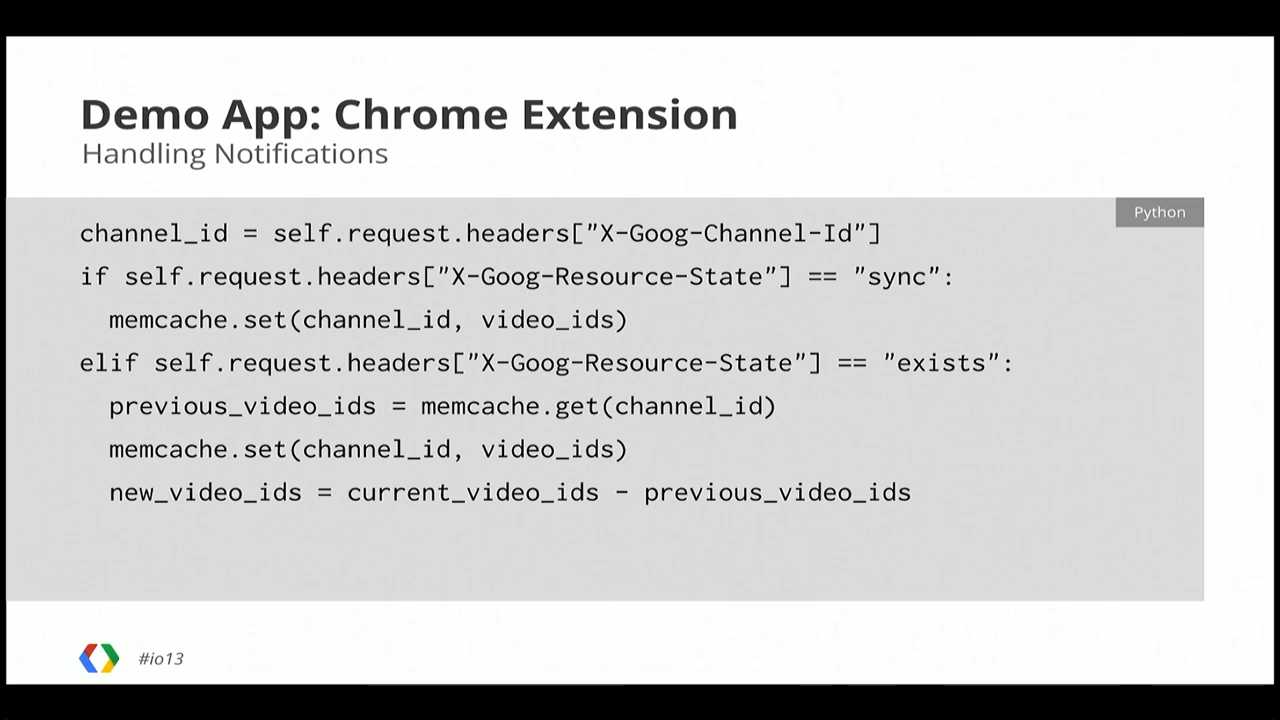 Demo App: Chrome Extension
Handling Notifications
Python
channel_id = self.request.headers["X-Goog-Channel-Id"]
if self.request.headers["X-Goog-Resource-State"] == "sync":
  memcache.set(channel_id, video_ids)
elif self.request.headers["X-Goog-Resource-State"] == "exists":
  previous_video_ids = memcache.get(channel_id)
  memcache.set(channel_id, video_ids)
  new_video_ids = current_video_ids - previous_video_ids
#io13